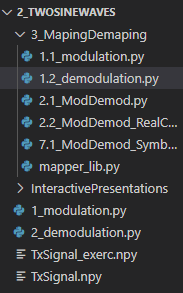 2_TWOSINEWAVES
3_MapingDemaping
1.1_modulation.py
1.2_demodulation.py
2.1_ModDemod.py
2.2_ModDemod_RealC...
7.1_ModDemod_Symb...
mapper_lib.py
InteractivePresentations
1_modulation.py
2_demodulation.py
TxSignal_exerc.npy
TxSignal.npy